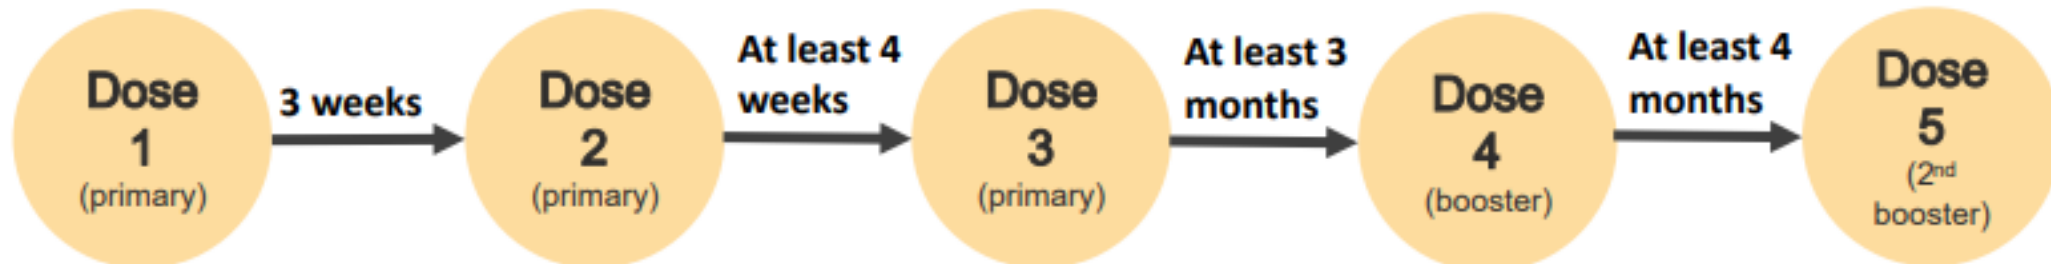 Dose
1
(primary)
3 weeks
Dose
2
(primary)
At least 4
weeks
Dose
3
(primary)
At least 3
months
Dose
4
(booster)
At least 4
months
Dose
5
(2nd
booster)